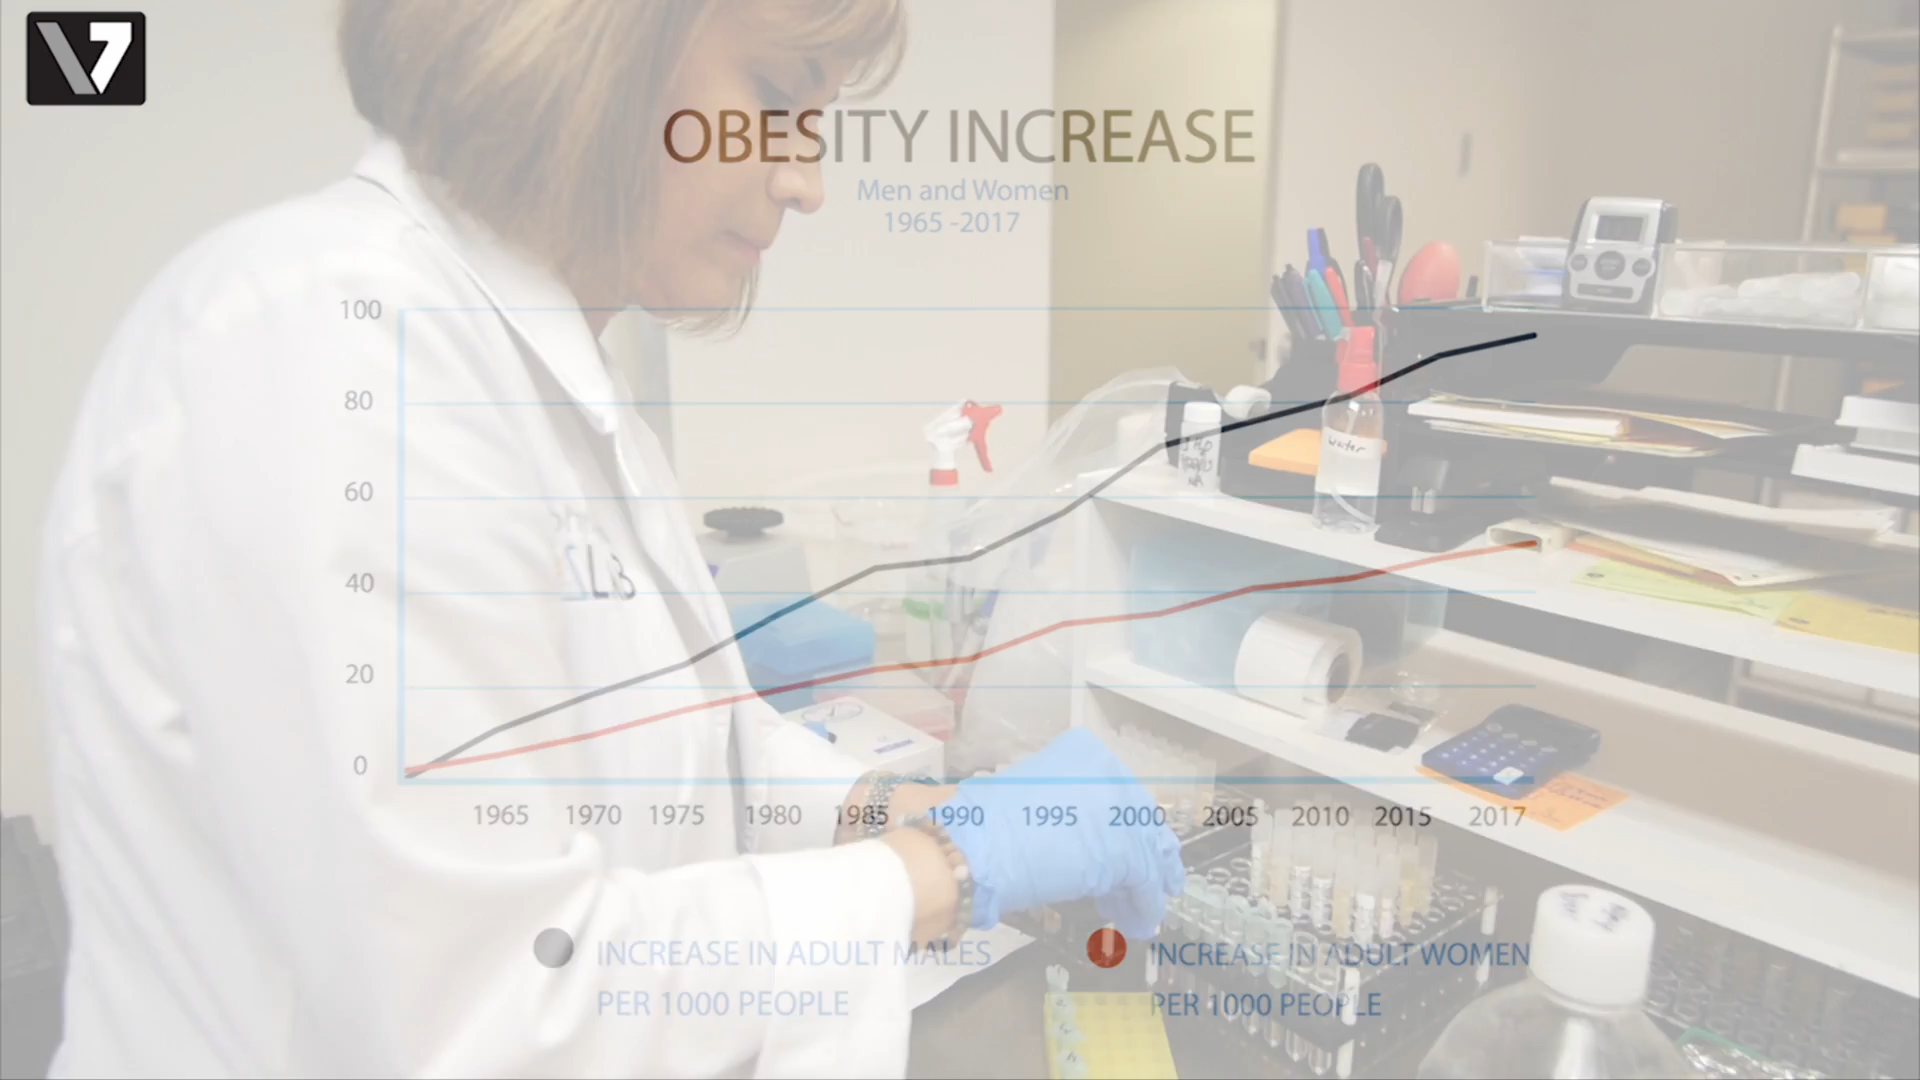 V7
OBESITY INCREASE
Men and Women
1965 -2017
100
80
60
40
20
0
1965 1970 1975 1980 1985 1990 1995 2000 2005 2010 2015 2017
INCREASE IN ADULT MALES
PER 1000 PEOPLE
INCREASE IN ADULT WOMEN
PER 1000 PEOPLE
Water